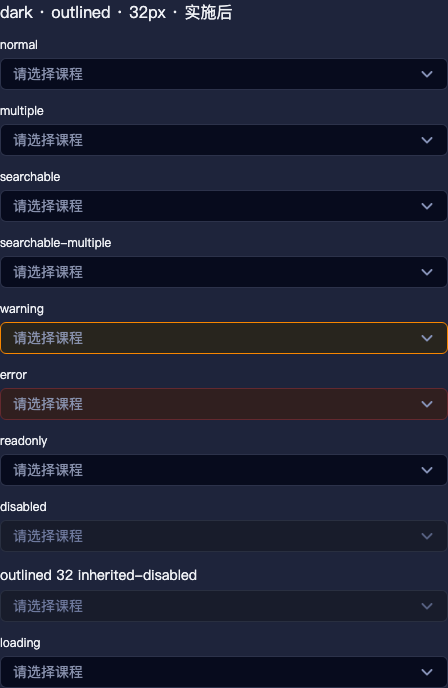 dark · outlined · 32px · 实施后
normal
请选择课程
multiple
请选择课程
searchable
请选择课程
searchable-multiple
请选择课程
warning
请选择课程
error
请选择课程
readonly
请选择课程
disabled
请选择课程
outlined 32 inherited-disabled
请选择课程
loading
请选择课程